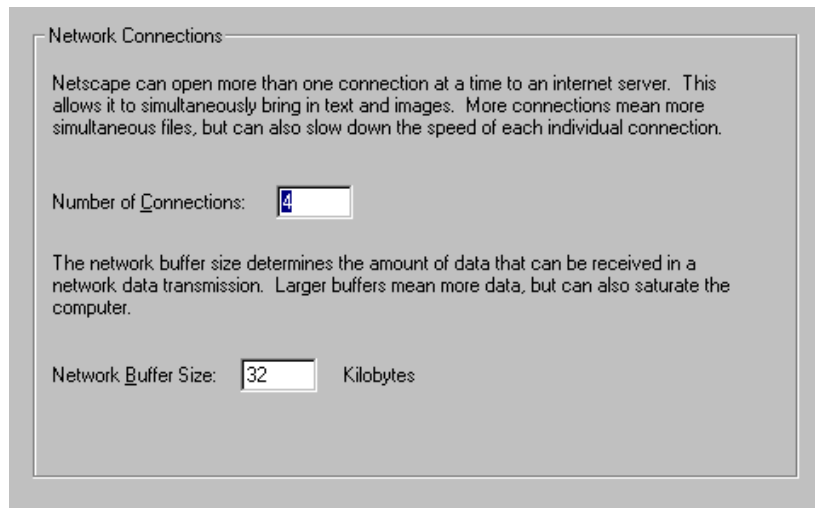 Network Connections
Netscape can open more than one connection at a time to an internet server.  This
allows it to simultaneously bring in text and images.  More connections mean more
simultaneous files, but can also slow down the speed of each individual connection.
Number of Connections: 4
The network buffer size determines the amount of data that can be received in a
network data transmission.  Larger buffers mean more data, but can also saturate the
computer.
Network Buffer Size: 32 Kilobytes